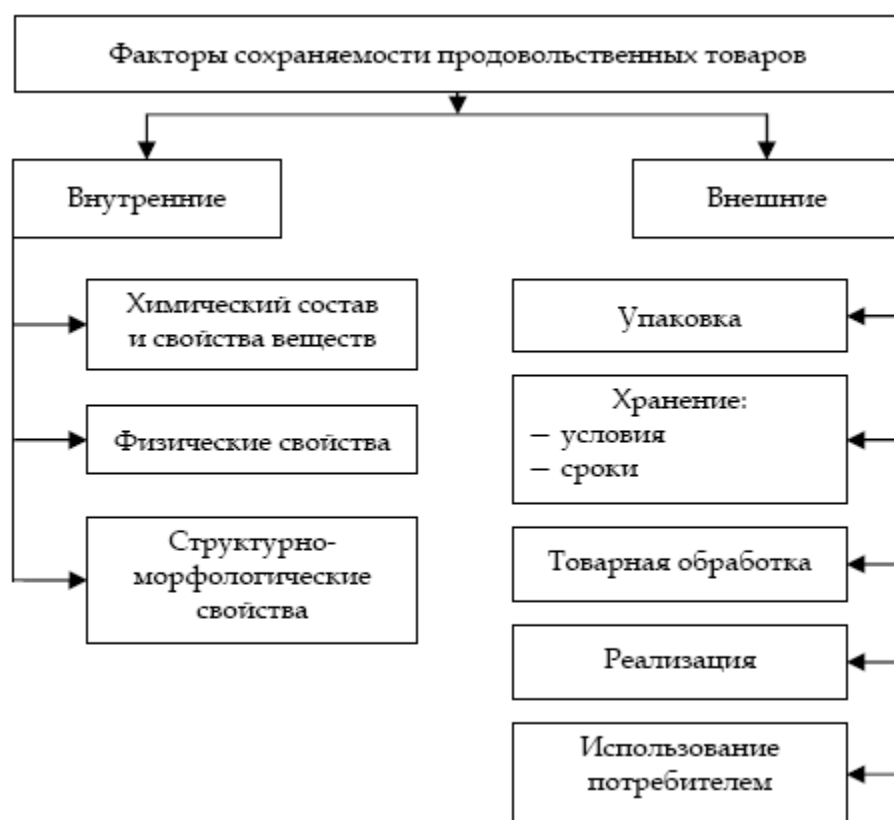 Факторы сохраняемости продовольственных товаров
Внутренние
Внешние
Химический состав
и свойства веществ
Физические свойства
Структурно-
морфологические
свойства
Упаковка
Хранение:
− условия
− сроки
Товарная обработка
Реализация
Использование
потребителем